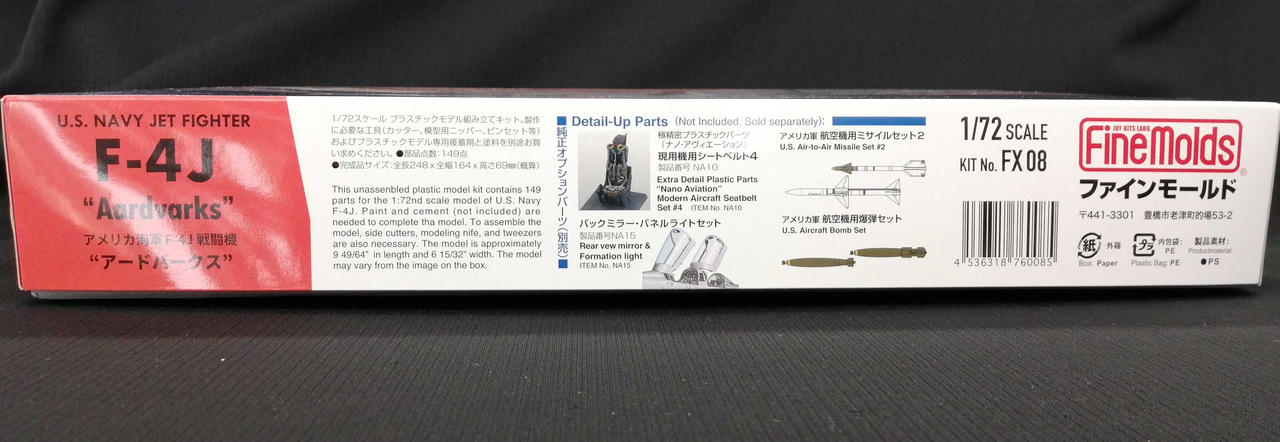 U.S. NAVY JET FIGHTER
F-4J
“Aardvarks”
アメリカ海軍 F-4J 戦闘機
“アードバークス”
1/72スケール プラスチックモデル組み立てキット。製作
に必要な工具(カッター、模型用ニッパー、ピンセット等)
およびプラスチックモデル専用接着剤と塗料を別途お買
い求めください。●部品点数:149点
●完成品サイズ:全長248×全幅164×高さ69㎜(概算)
This unassembled plastic model kit contains 149
parts for the 1:72nd scale model of U.S. Navy
F-4J. Paint and cement (not included) are
needed to complete tha model. To assemble the
model, side cutters, modeling nife, and tweezers
are also necessary. The model is approximately
9 49/64" in length and 6 15/32" width. The model
may vary from the image on the box.
■純正オプションパーツ(別売)■
Detail-Up Parts (Not Included, Sold separately):
極精密プラスチックパーツ
[ナノ・アヴィエーション]
現用機用シートベルト4
製品番号 NA10
Extra Detail Plastic Parts
“Nano Aviation”
Modern Aircraft Seatbelt
Set #4 ITEM No. NA10
バックミラー・パネルライトセット
製品番号NA15
Rear vew mirror &
Formation light
ITEM No. NA15
アメリカ軍 航空機用ミサイルセット2
U.S. Air-to-Air Missile Set #2
アメリカ軍 航空機用爆弾セット
U.S. Aircraft Bomb Set
1/72 SCALE
KIT No. FX08
4 536318 760085
JOY KITS LABO.
FineMolds
®
ファインモールド
〒441-3301 豊橋市老津町的場53-2
紙 外箱
Box: Paper
プラ 内包袋: PE
Plastic Bag: PE
製品素材:
Productmaterial:
●PS